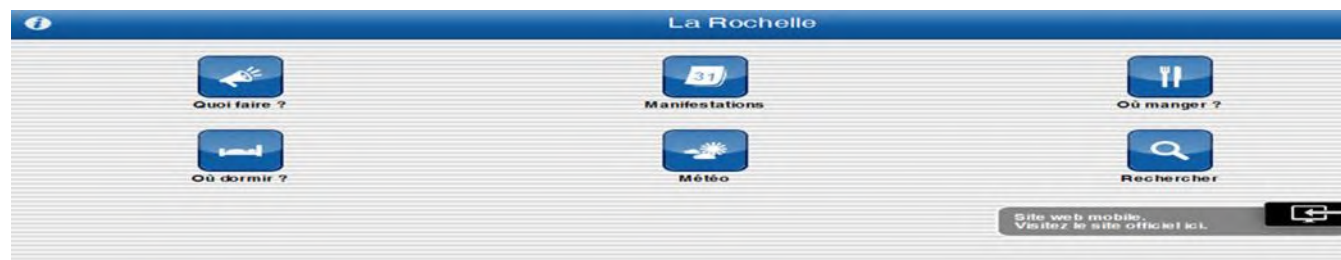 La Rochelle
31
Quoi faire ?
Manifestations
Où manger ?
Où dormir ?
Météo
Rechercher
Site web mobile.
Visitez le site officiel ici.